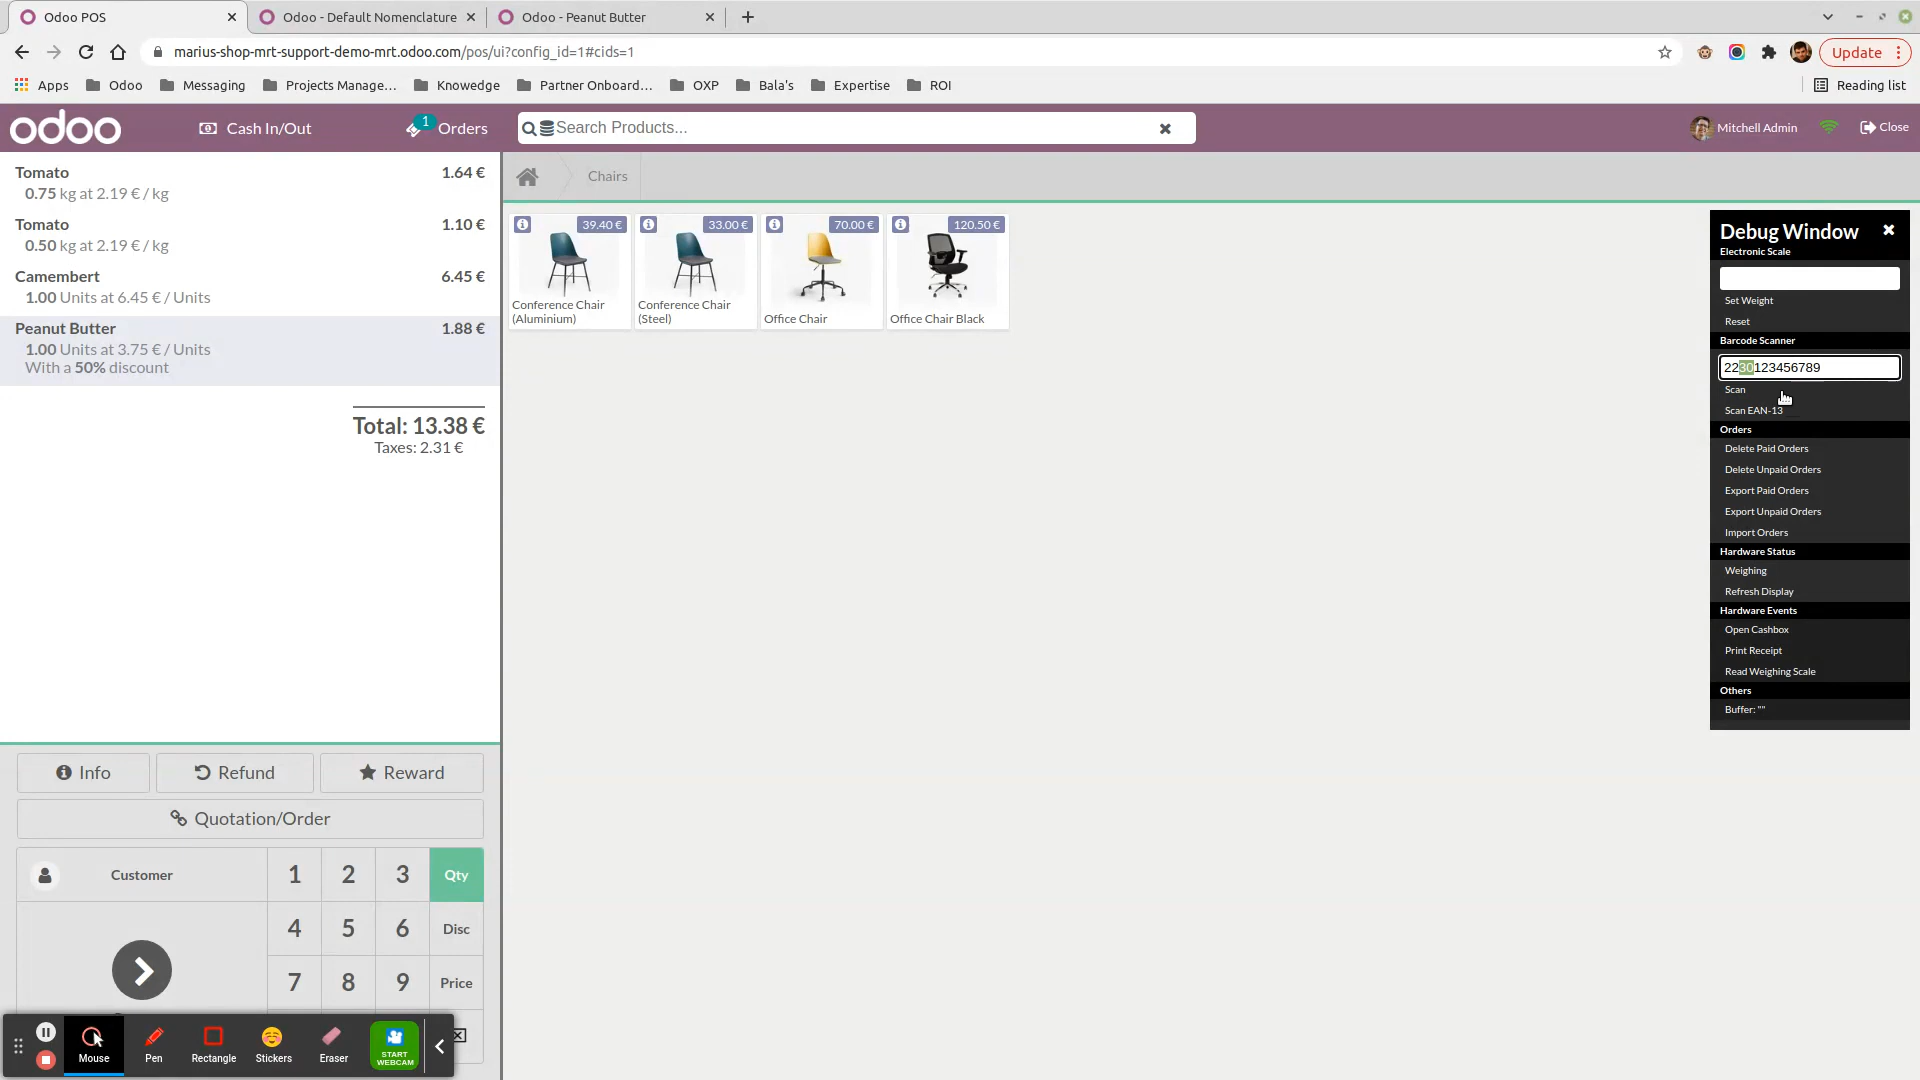 Odoo POS
Odoo - Default Nomenclature
Odoo - Peanut Butter
marius-shop-mrt-support-demo-mrt.odoo.com/pos/ui?config_id=1#cids=1
Update
Apps
Odoo
Messaging
Projects Manage...
Knowedge
Partner Onboard...
OXP
Bala's
Expertise
ROI
Reading list
odoo
Cash In/Out
1
Orders
Search Products...
Mitchell Admin
Close
Tomato 1.64 €
0.75 kg at 2.19 € / kg
Tomato 1.10 €
0.50 kg at 2.19 € / kg
Camembert 6.45 €
1.00 Units at 6.45 € / Units
Peanut Butter 1.88 €
1.00 Units at 3.75 € / Units
With a 50% discount
Total: 13.38 €
Taxes: 2.31 €
Chairs
39.40 €
Conference Chair
(Aluminium)
33.00 €
Conference Chair
(Steel)
70.00 €
Office Chair
120.50 €
Office Chair Black
Debug Window
Electronic Scale
Set Weight
Reset
Barcode Scanner
2230123456789
Scan
Scan EAN-13
Orders
Delete Paid Orders
Delete Unpaid Orders
Export Paid Orders
Export Unpaid Orders
Import Orders
Hardware Status
Weighing
Refresh Display
Hardware Events
Open Cashbox
Print Receipt
Read Weighing Scale
Others
Buffer: ""
Info
Refund
Reward
Quotation/Order
Customer
1 2 3 Qty
4 5 6 Disc
7 8 9 Price
Mouse
Pen
Rectangle
Stickers
Eraser
START
WEBCAM